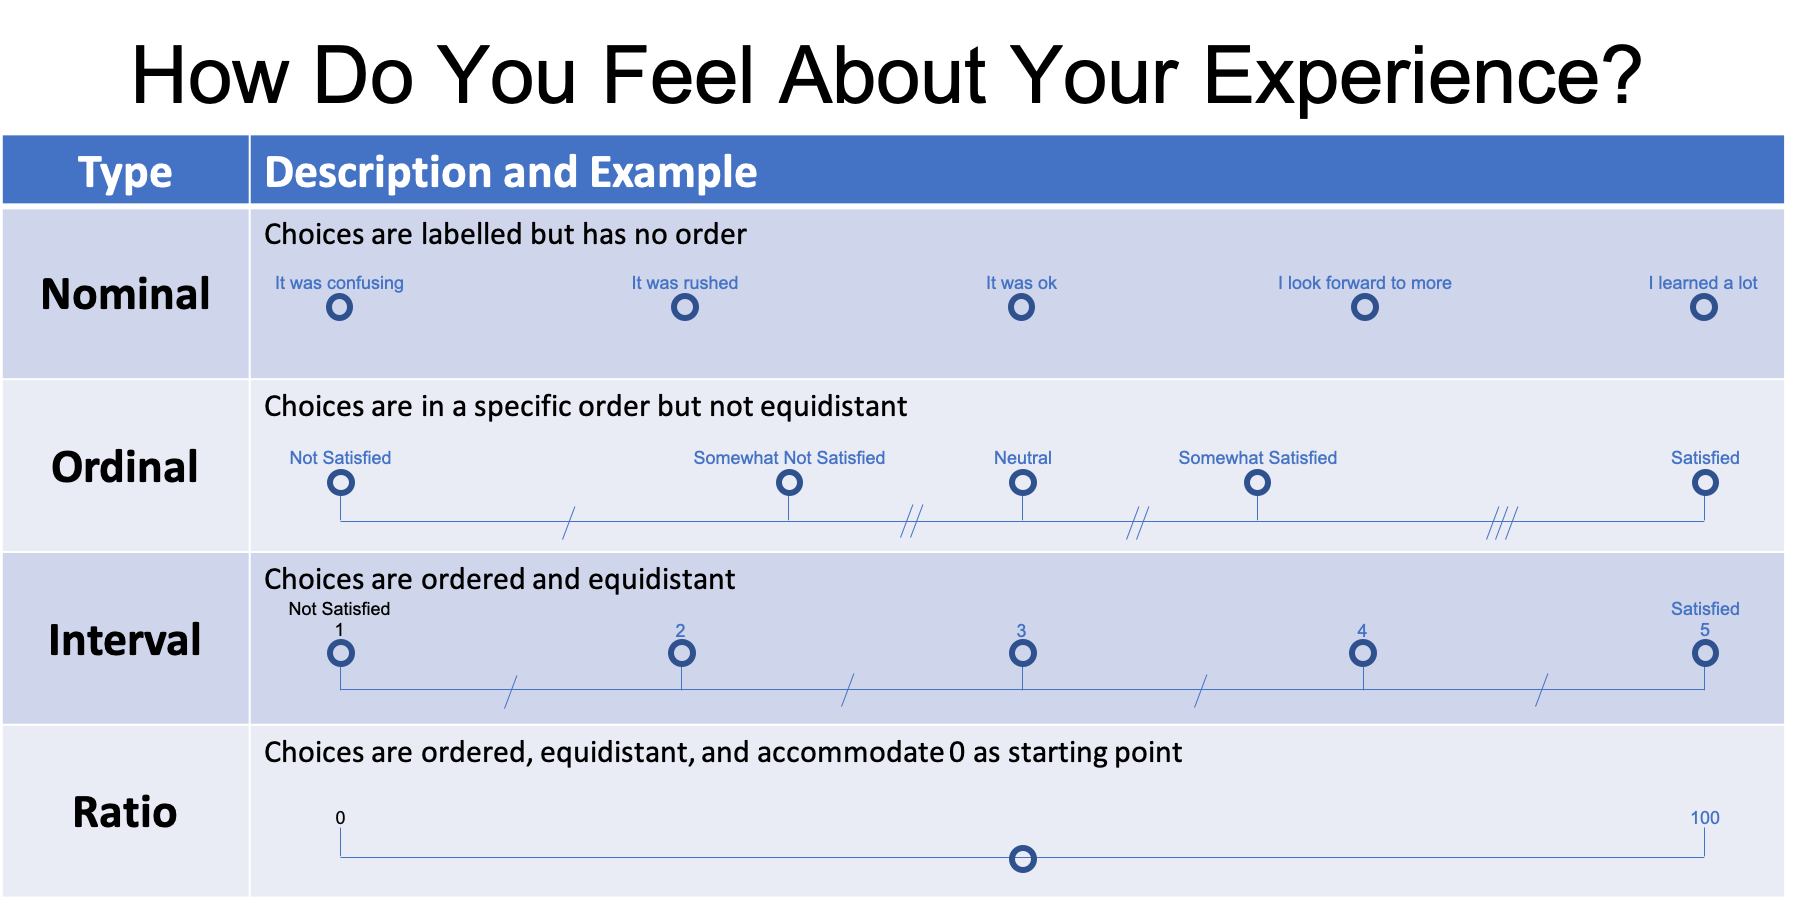 How Do You Feel About Your Experience?
Type
Description and Example
Nominal
Choices are labelled but has no order
It was confusing
It was rushed
It was ok
I look forward to more
I learned a lot
Ordinal
Choices are in a specific order but not equidistant
Not Satisfied
Somewhat Not Satisfied
Neutral
Somewhat Satisfied
Satisfied
Interval
Choices are ordered and equidistant
Not Satisfied
1
2
3
4
Satisfied
5
Ratio
Choices are ordered, equidistant, and accommodate 0 as starting point
0
100